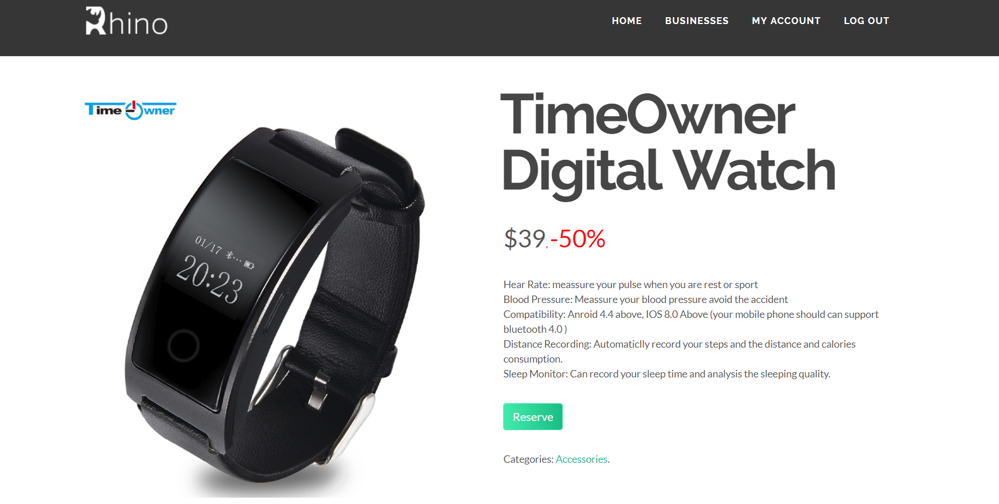 Rhino
HOME
BUSINESSES
MY ACCOUNT
LOG OUT
Time Owner
01/17
20:23
TimeOwner
Digital Watch
$39,-50%
Hear Rate: meassure your pulse when you are rest or sport
Blood Pressure: Meassure your blood pressure avoid the accident
Compatibility: Anroid 4.4 above, IOS 8.0 Above (your mobile phone should can support
bluetooth 4.0 )
Distance Recording: Automaticlly record your steps and the distance and calories
consumption.
Sleep Monitor: Can record your sleep time and analysis the sleeping quality.
Reserve
Categories: Accessories.